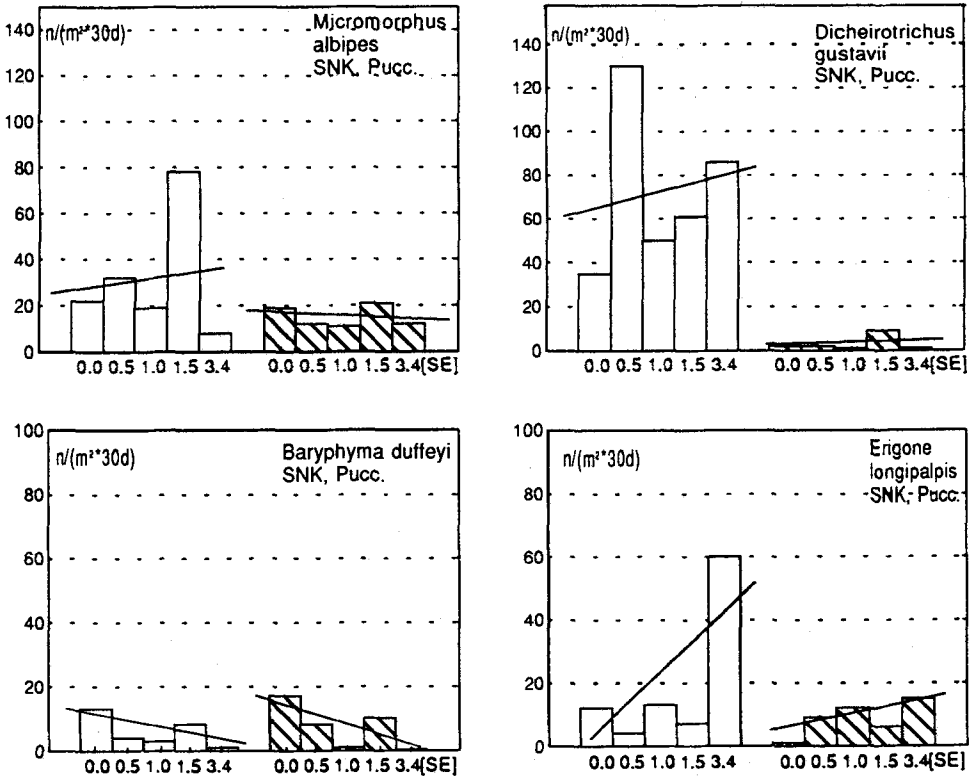 n/(m²*30d)
Micromorphus
albipes
SNK, Pucc.
140
120
100
80
60
40
20
0
0.0 0.5 1.0 1.5 3.4
0.0 0.5 1.0 1.5 3.4[SE]
n/(m²*30d)
Dicheirotrichus
gustavii
SNK, Pucc.
140
120
100
80
60
40
20
0
0.0 0.5 1.0 1.5 3.4
0.0 0.5 1.0 1.5 3.4[SE]
n/(m²*30d)
Baryphyma duffeyi
SNK, Pucc.
100
80
60
40
20
0
0.0 0.5 1.0 1.5 3.4
0.0 0.5 1.0 1.5 3.4[SE]
n/(m²*30d)
Erigone
longipalpis
SNK, Pucc.
100
80
60
40
20
0
0.0 0.5 1.0 1.5 3.4
0.0 0.5 1.0 1.5 3.4[SE]